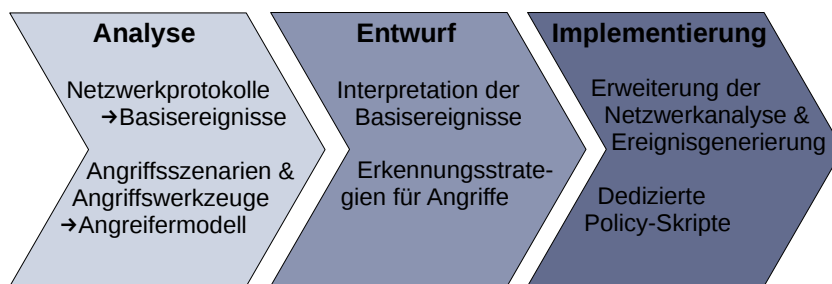 Analyse
Netzwerkprotokolle
→Basisereignisse
Angriffsszenarien &
Angriffswerkzeuge
→Angreifermodell
Entwurf
Interpretation der
Basisereignisse
Erkennungsstrate-
gien für Angriffe
Implementierung
Erweiterung der
Netzwerkanalyse &
Ereignisgenerierung
Dedizierte
Policy-Skripte